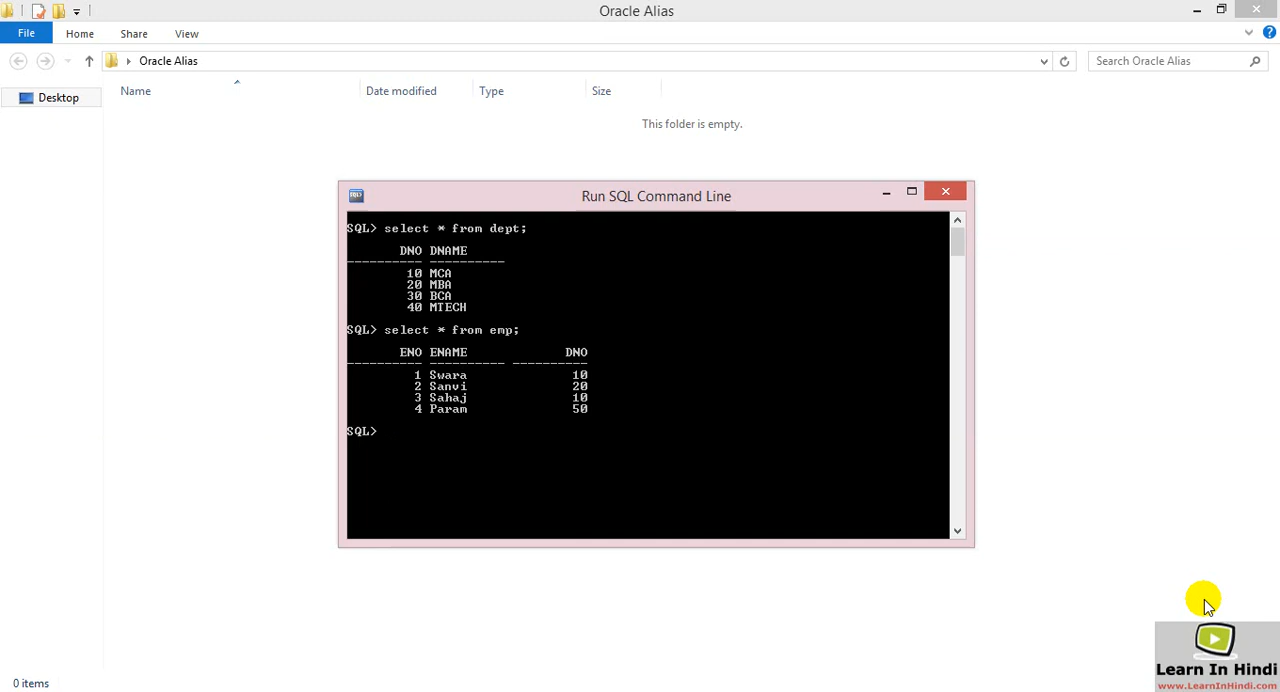 Oracle Alias
File Home Share View
Oracle Alias
Search Oracle Alias
Desktop
Name Date modified Type Size
This folder is empty.
Run SQL Command Line
SQL> select * from dept;
DNO DNAME
---------- ----------
10 MCA
20 MBA
30 BCA
40 MTECH
SQL> select * from emp;
ENO ENAME DNO
---------- ---------- ----------
1 Swara 10
2 Sanvi 20
3 Sahaj 10
4 Param 50
SQL>
Learn In Hindi
www.LearnInHindi.com
0 items